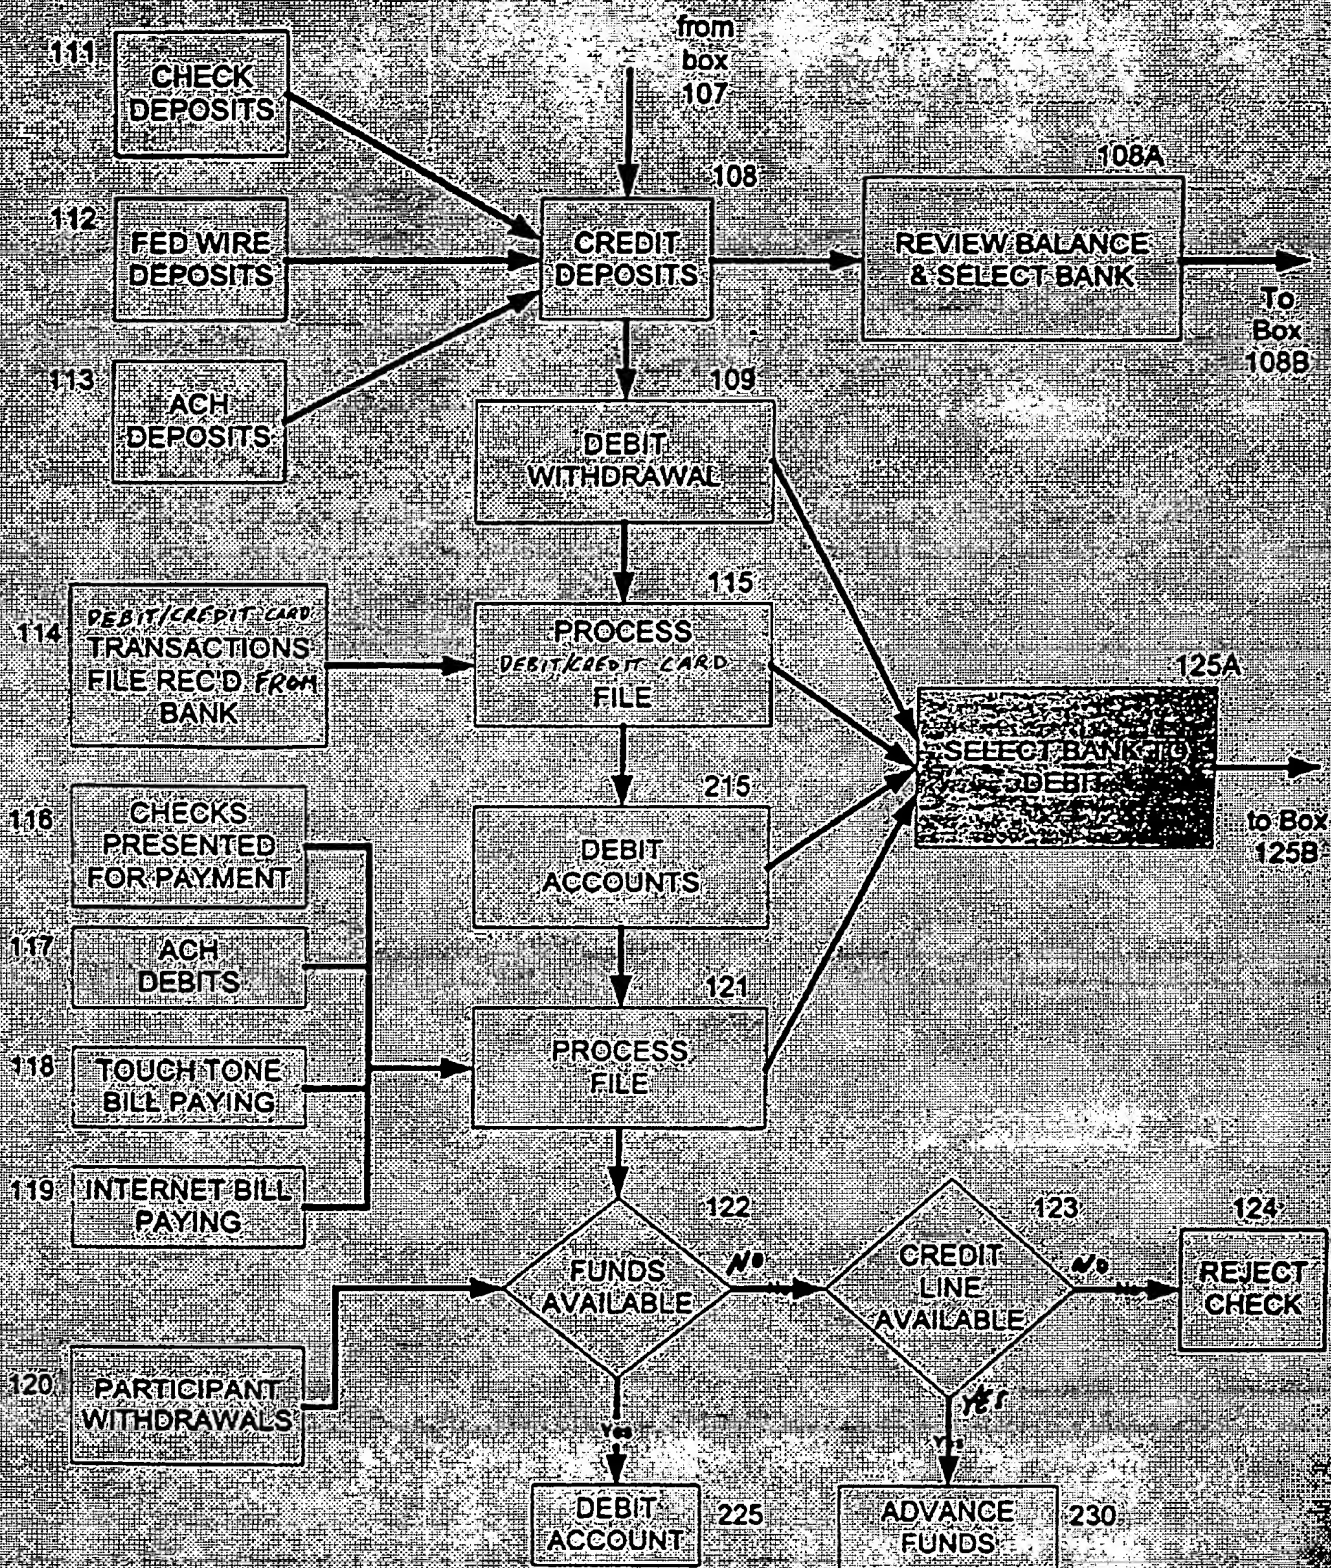 from
box
107
111
CHECK
DEPOSITS
108
108A
112
FED WIRE
DEPOSITS
CREDIT
DEPOSITS
REVIEW BALANCE
& SELECT BANK
To
Box
108B
113
ACH
DEPOSITS
109
DEBIT
WITHDRAWAL
114
DEBIT/CREDIT CARD
TRANSACTIONS
FILE REC'D FROM
BANK
115
PROCESS
DEBIT/CREDIT CARD
FILE
125A
SELECT BANK TO
DEBIT
to Box
125B
116
CHECKS
PRESENTED
FOR PAYMENT
215
DEBIT
ACCOUNTS
117
ACH
DEBITS
121
PROCESS
FILE
118
TOUCH TONE
BILL PAYING
119
INTERNET BILL
PAYING
122
FUNDS
AVAILABLE
NO
No
123
CREDIT
LINE
AVAILABLE
NO
No
124
REJECT
CHECK
120
PARTICIPANT
WITHDRAWALS
Yes
YES
Yes
DEBIT
ACCOUNT
225
ADVANCE
FUNDS
230